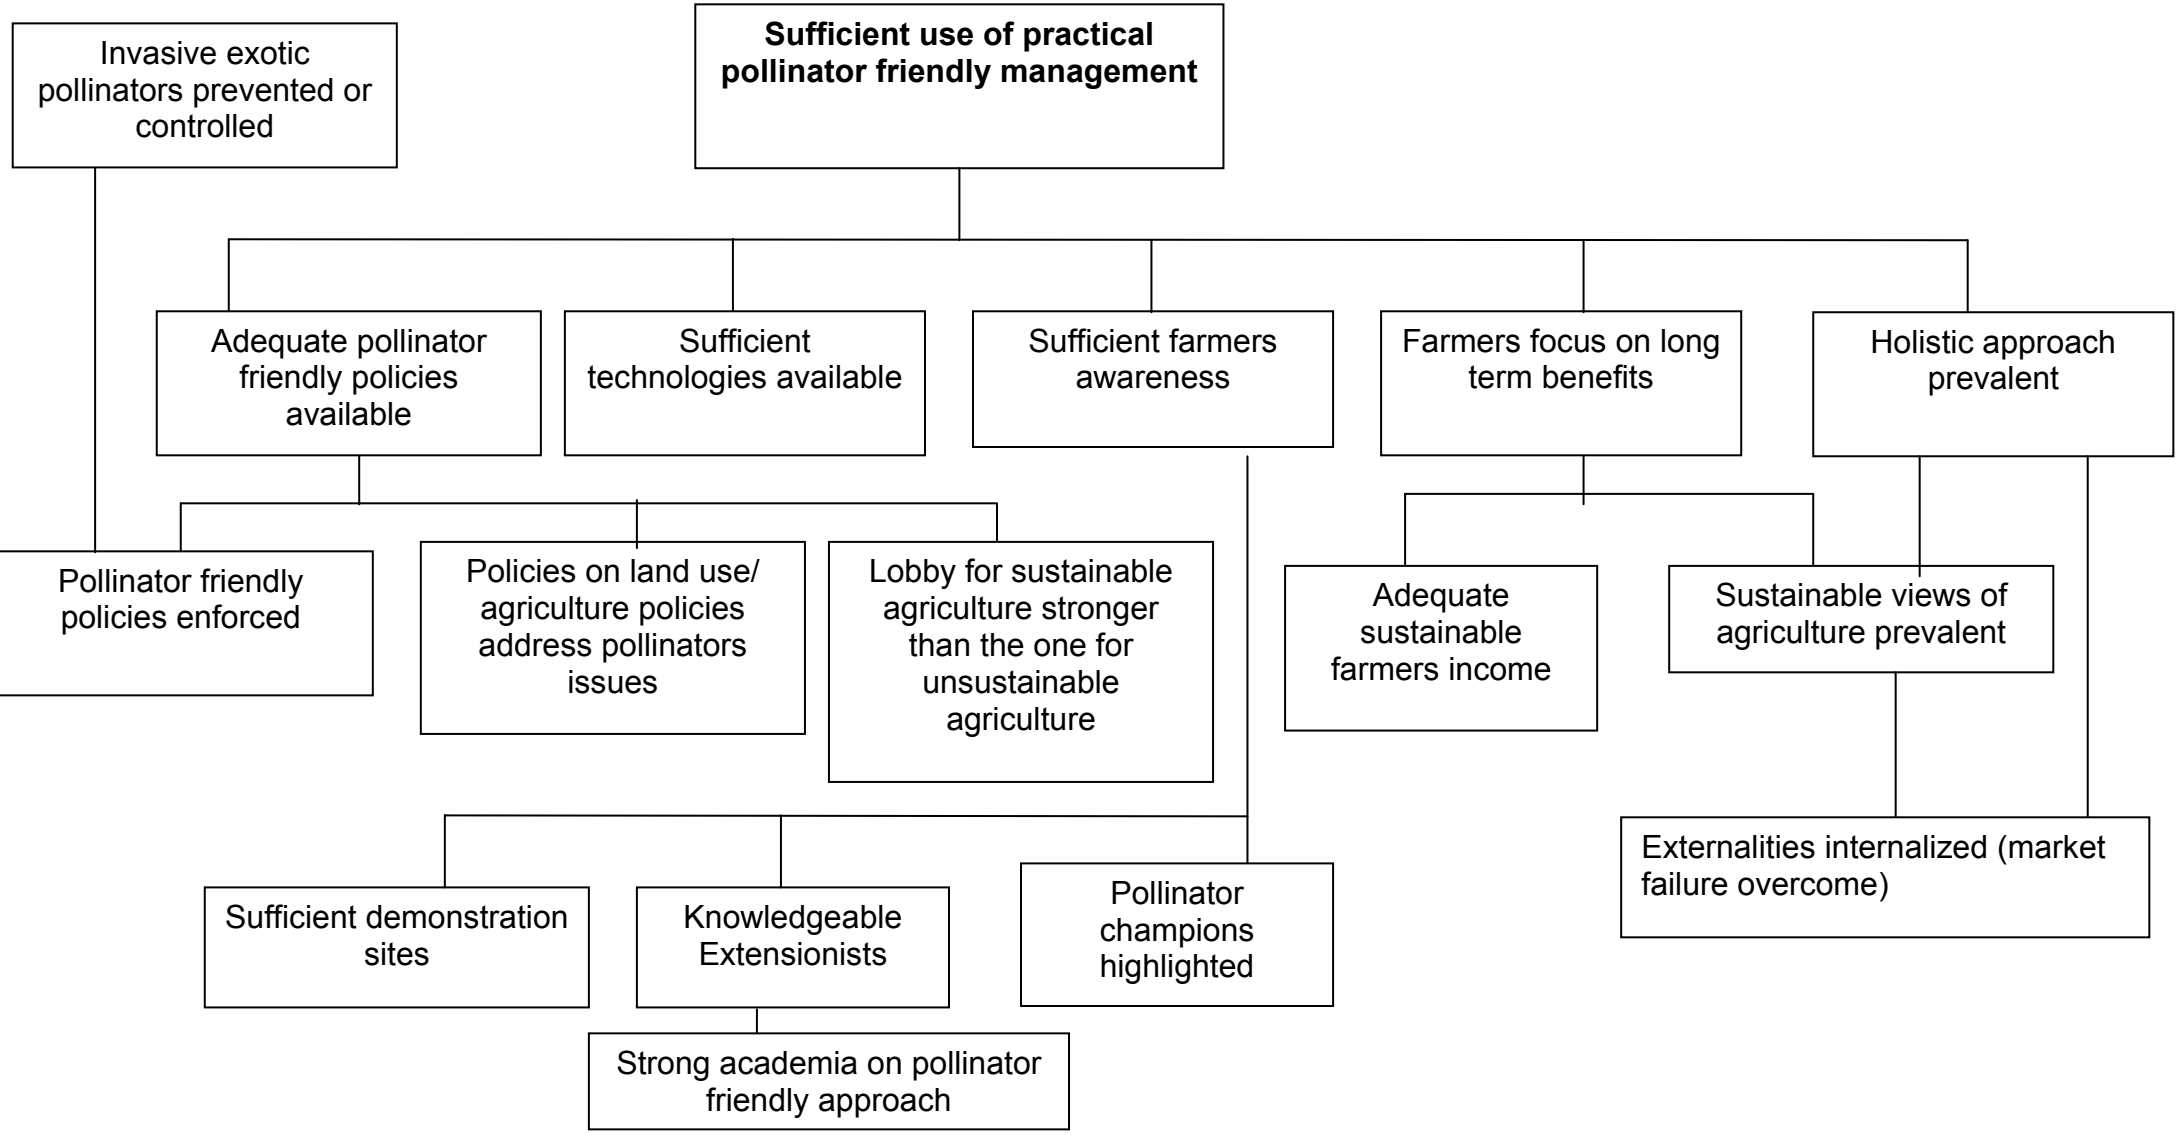 Invasive exotic
pollinators prevented or
controlled
Sufficient use of practical
pollinator friendly management
Adequate pollinator
friendly policies
available
Sufficient
technologies available
Sufficient farmers
awareness
Farmers focus on long
term benefits
Holistic approach
prevalent
Pollinator friendly
policies enforced
Policies on land use/
agriculture policies
address pollinators
issues
Lobby for sustainable
agriculture stronger
than the one for
unsustainable
agriculture
Adequate
sustainable
farmers income
Sustainable views of
agriculture prevalent
Externalities internalized (market
failure overcome)
Sufficient demonstration
sites
Knowledgeable
Extensionists
Pollinator
champions
highlighted
Strong academia on pollinator
friendly approach